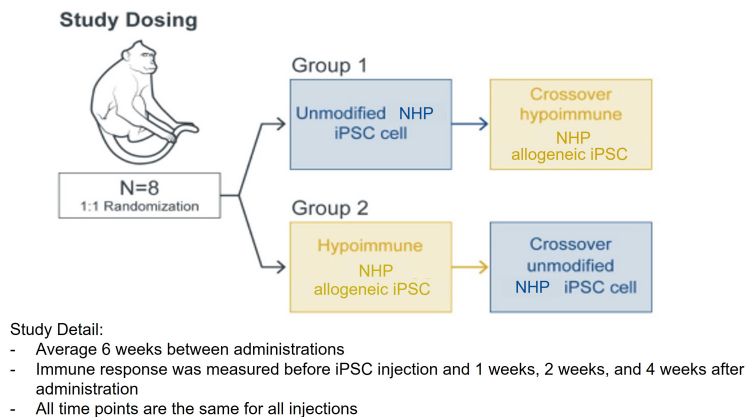 Study Dosing
N=8
1:1 Randomization
Group 1
Unmodified NHP
iPSC cell
Crossover
hypoimmune
NHP
allogeneic iPSC
Group 2
Hypoimmune
NHP
allogeneic iPSC
Crossover
unmodified
NHP iPSC cell
Study Detail:
- Average 6 weeks between administrations
- Immune response was measured before iPSC injection and 1 weeks, 2 weeks, and 4 weeks after
administration
- All time points are the same for all injections